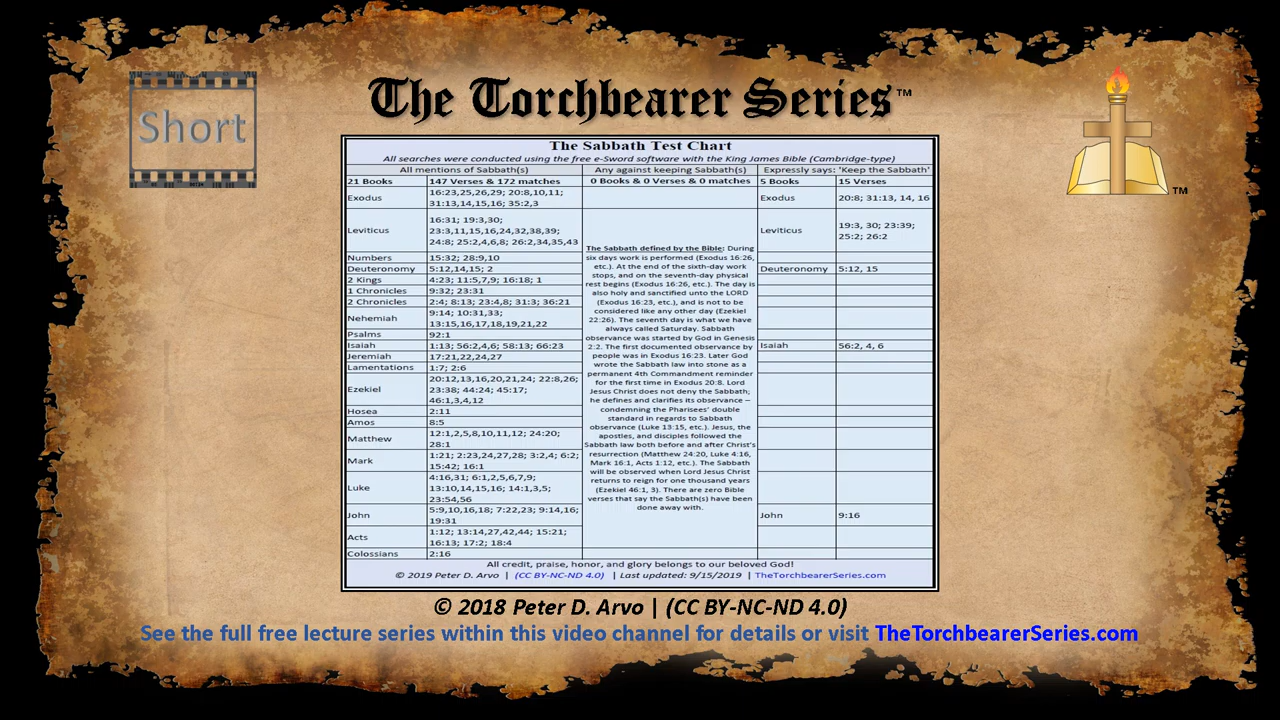 Short
The Torchbearer Series™
™
The Sabbath Test Chart
All searches were conducted using the free e-Sword software with the King James Bible (Cambridge-type)
All mentions of Sabbath(s) Any against keeping Sabbath(s) Expressly says: 'Keep the Sabbath'
21 Books 147 Verses & 172 matches 0 Books & 0 Verses & 0 matches 5 Books 15 Verses
Exodus 16:23,25,26,29; 20:8,10,11;
31:13,14,15,16; 35:2,3
Exodus 20:8; 31:13, 14, 16
Leviticus 16:31; 19:3,30;
23:3,11,15,16,24,32,38,39;
24:8; 25:2,4,6,8; 26:2,34,35,43
Leviticus 19:3, 30; 23:39;
25:2; 26:2
Numbers 15:32; 28:9,10
Deuteronomy 5:12,14,15; 2
Deuteronomy 5:12, 15
2 Kings 4:23; 11:5,7,9; 16:18; 1
1 Chronicles 9:32; 23:31
2 Chronicles 2:4; 8:13; 23:4,8; 31:3; 36:21
Nehemiah 9:14; 10:31,33;
13:15,16,17,18,19,21,22
Psalms 92:1
Isaiah 1:13; 56:2,4,6; 58:13; 66:23
Isaiah 56:2, 4, 6
Jeremiah 17:21,22,24,27
Lamentations 1:7; 2:6
Ezekiel 20:12,13,16,20,21,24; 22:8,26;
23:38; 44:24; 45:17;
46:1,3,4,12
Hosea 2:11
Amos 8:5
Matthew 12:1,2,5,8,10,11,12; 24:20;
28:1
Mark 1:21; 2:23,24,27,28; 3:2,4; 6:2;
15:42; 16:1
Luke 4:16,31; 6:1,2,5,6,7,9;
13:10,14,15,16; 14:1,3,5;
23:54,56
John 5:9,10,16,18; 7:22,23; 9:14,16;
19:31
John 9:16
Acts 1:12; 13:14,27,42,44; 15:21;
16:13; 17:2; 18:4
Colossians 2:16
The Sabbath defined by the Bible: During
six days work is performed (Exodus 16:26,
etc.). At the end of the sixth-day work
stops, and on the seventh-day physical
rest begins (Exodus 16:26, etc.). The day is
also holy and sanctified unto the LORD
(Exodus 16:23, etc.), and is not to be
considered like any other day (Ezekiel
22:26). The seventh day is what we have
always called Saturday. Sabbath
observance was started by God in Genesis
2:2. The first documented observance by
people was in Exodus 16:23. Later God
wrote the Sabbath law into stone as a
permanent 4th Commandment reminder
for the first time in Exodus 20:8. Lord
Jesus Christ does not deny the Sabbath;
he defines and clarifies its observance –
condemning the Pharisees' double
standard in regards to Sabbath
observance (Luke 13:15, etc.). Jesus, the
apostles, and disciples followed the
Sabbath law both before and after Christ's
resurrection (Matthew 24:20, Luke 4:16,
Mark 16:1, Acts 1:12, etc.). The Sabbath
will be observed when Lord Jesus Christ
returns to reign for one thousand years
(Ezekiel 46:1, 3). There are zero Bible
verses that say the Sabbath(s) have been
done away with.
All credit, praise, honor, and glory belongs to our beloved God!
© 2019 Peter D. Arvo | (CC BY-NC-ND 4.0) | Last updated: 9/15/2019 | TheTorchbearerSeries.com
© 2018 Peter D. Arvo | (CC BY-NC-ND 4.0)
See the full free lecture series within this video channel for details or visit TheTorchbearerSeries.com